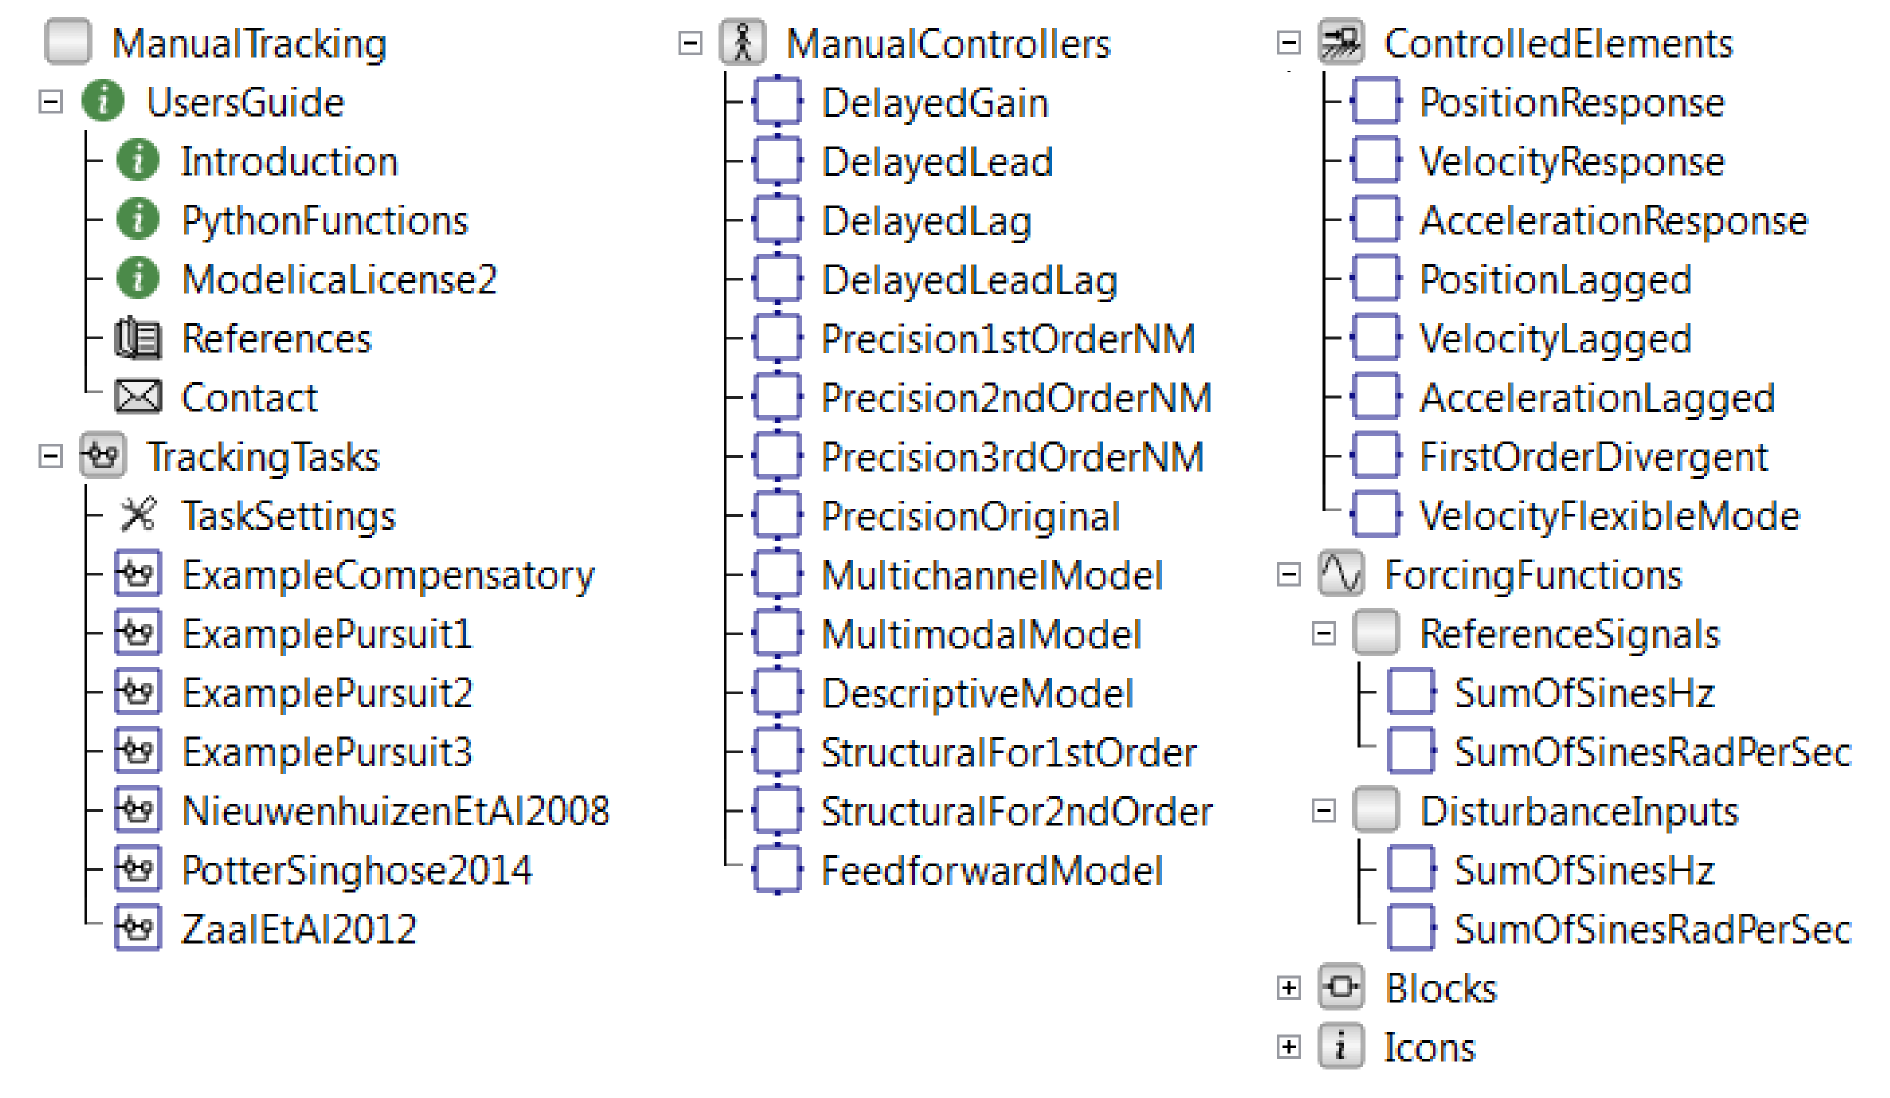 ManualTracking
UsersGuide
Introduction
PythonFunctions
ModelicaLicense2
References
Contact
TrackingTasks
TaskSettings
ExampleCompensatory
ExamplePursuit1
ExamplePursuit2
ExamplePursuit3
NieuwenhuizenEtAl2008
PotterSinghose2014
ZaalEtAl2012
ManualControllers
DelayedGain
DelayedLead
DelayedLag
DelayedLeadLag
Precision1stOrderNM
Precision2ndOrderNM
Precision3rdOrderNM
PrecisionOriginal
MultichannelModel
MultimodalModel
DescriptiveModel
StructuralFor1stOrder
StructuralFor2ndOrder
FeedforwardModel
ControlledElements
PositionResponse
VelocityResponse
AccelerationResponse
PositionLagged
VelocityLagged
AccelerationLagged
FirstOrderDivergent
VelocityFlexibleMode
ForcingFunctions
ReferenceSignals
SumOfSinesHz
SumOfSinesRadPerSec
DisturbanceInputs
SumOfSinesHz
SumOfSinesRadPerSec
Blocks
Icons